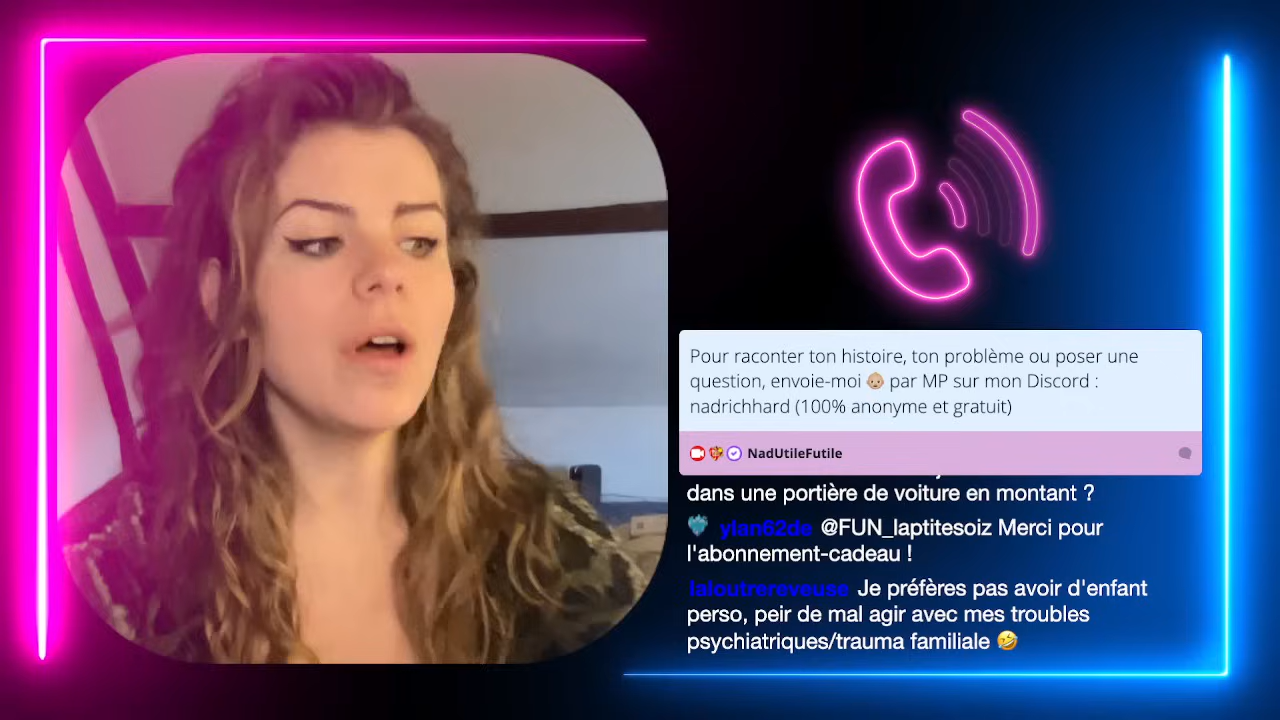 Pour raconter ton histoire, ton problème ou poser une
question, envoie-moi 👶🏼 par MP sur mon Discord :
nadrichhard (100% anonyme et gratuit)
NadUtileFutile
dans une portière de voiture en montant ?
ylan62de @FUN_laptitesoiz Merci pour
l'abonnement-cadeau !
laloutrereveuse Je préfères pas avoir d'enfant
perso, peir de mal agir avec mes troubles
psychiatriques/trauma familiale 🤣